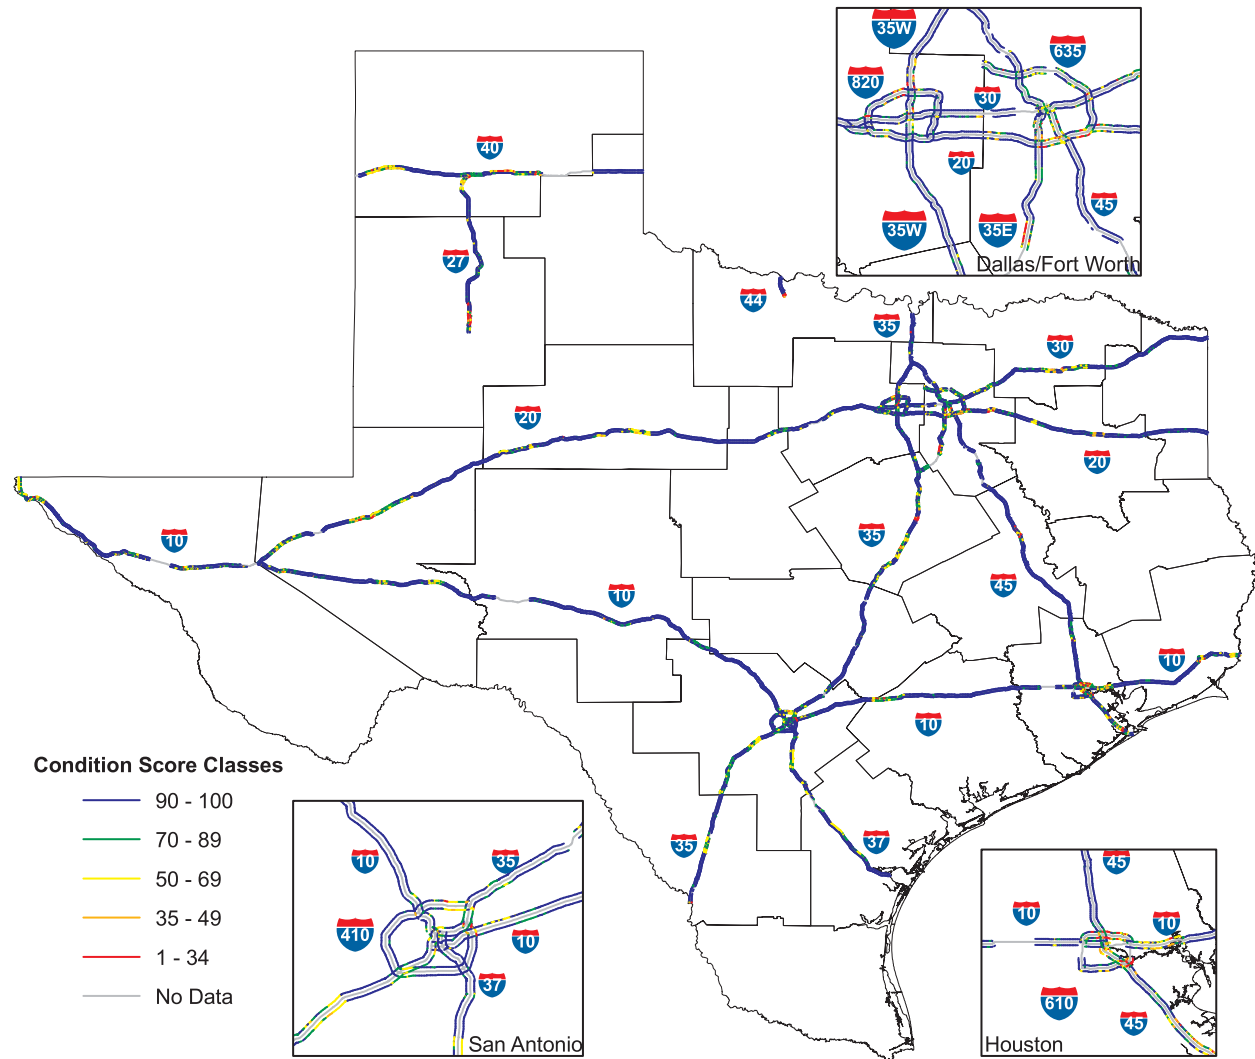 35W
635
820
30
20
35W
35E
45
Dallas/Fort Worth
40
27
44
35
30
20
20
10
35
10
45
10
10
35
37
Condition Score Classes
90 - 100
70 - 89
50 - 69
35 - 49
1 - 34
No Data
10
35
410
10
37
San Antonio
45
10
10
610
45
Houston